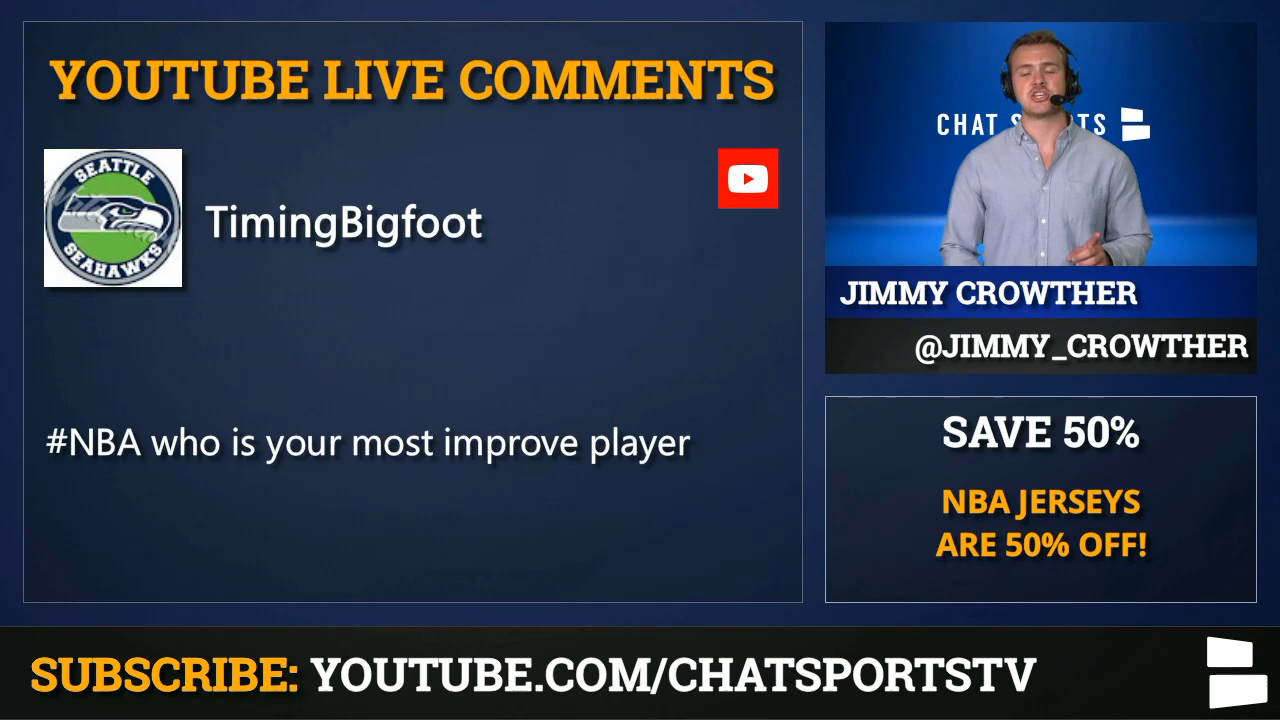 YOUTUBE LIVE COMMENTS
SEATTLE
SEAHAWKS
TimingBigfoot
#NBA who is your most improve player
JIMMY CROWTHER
@JIMMY_CROWTHER
SAVE 50%
NBA JERSEYS
ARE 50% OFF!
SUBSCRIBE: YOUTUBE.COM/CHATSPORTSTV